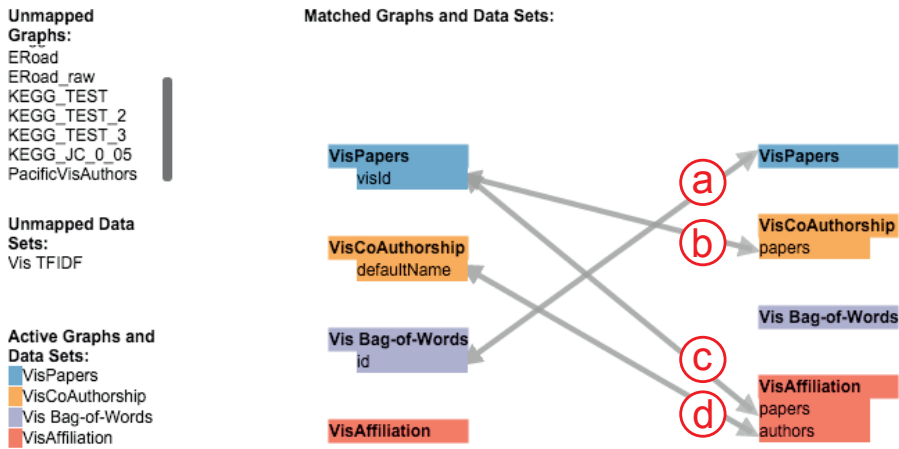 Unmapped
Graphs:
ERoad
ERoad_raw
KEGG_TEST
KEGG_TEST_2
KEGG_TEST_3
KEGG_JC_0_05
PacificVisAuthors
Unmapped Data
Sets:
Vis TFIDF
Active Graphs and
Data Sets:
VisPapers
VisCoAuthorship
Vis Bag-of-Words
VisAffiliation
Matched Graphs and Data Sets:
VisPapers
visId
VisCoAuthorship
defaultName
Vis Bag-of-Words
id
VisAffiliation
a
b
c
d
VisPapers
VisCoAuthorship
papers
Vis Bag-of-Words
VisAffiliation
papers
authors